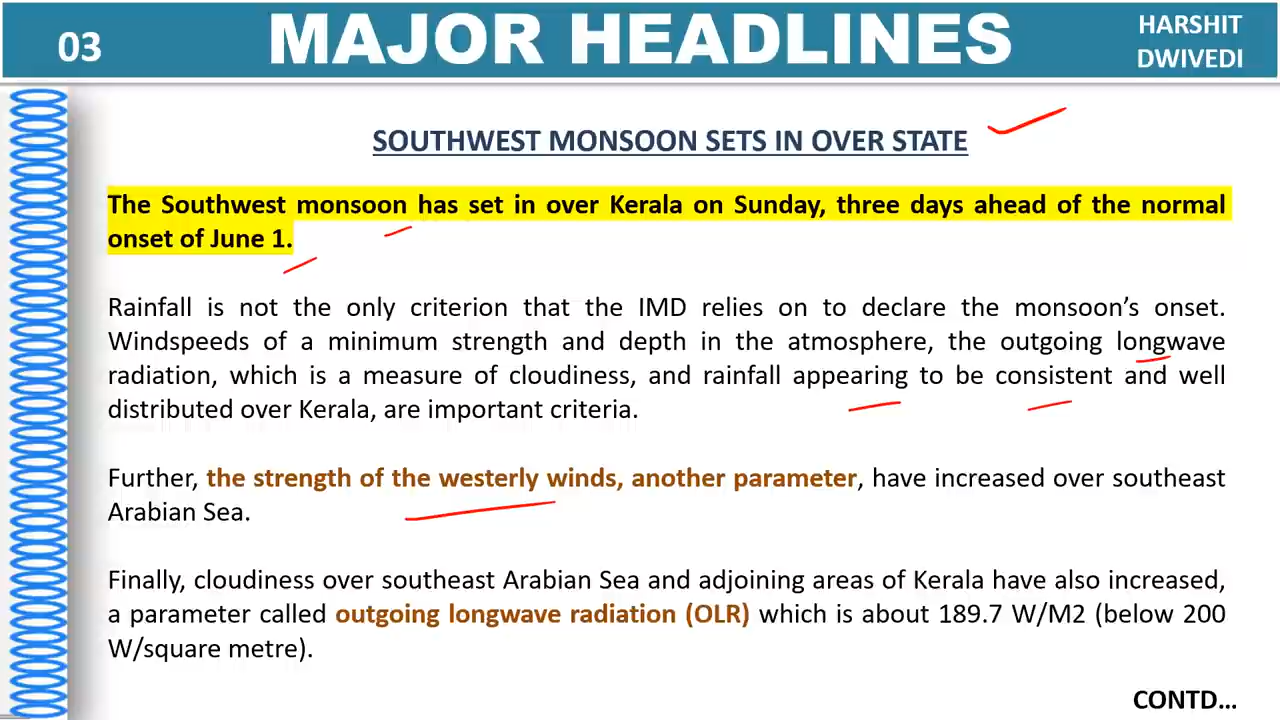 03
MAJOR HEADLINES
HARSHIT
DWIVEDI
SOUTHWEST MONSOON SETS IN OVER STATE
The Southwest monsoon has set in over Kerala on Sunday, three days ahead of the normal
onset of June 1.
Rainfall is not the only criterion that the IMD relies on to declare the monsoon’s onset.
Windspeeds of a minimum strength and depth in the atmosphere, the outgoing longwave
radiation, which is a measure of cloudiness, and rainfall appearing to be consistent and well
distributed over Kerala, are important criteria.
Further, the strength of the westerly winds, another parameter, have increased over southeast
Arabian Sea.
Finally, cloudiness over southeast Arabian Sea and adjoining areas of Kerala have also increased,
a parameter called outgoing longwave radiation (OLR) which is about 189.7 W/M2 (below 200
W/square metre).
CONTD...